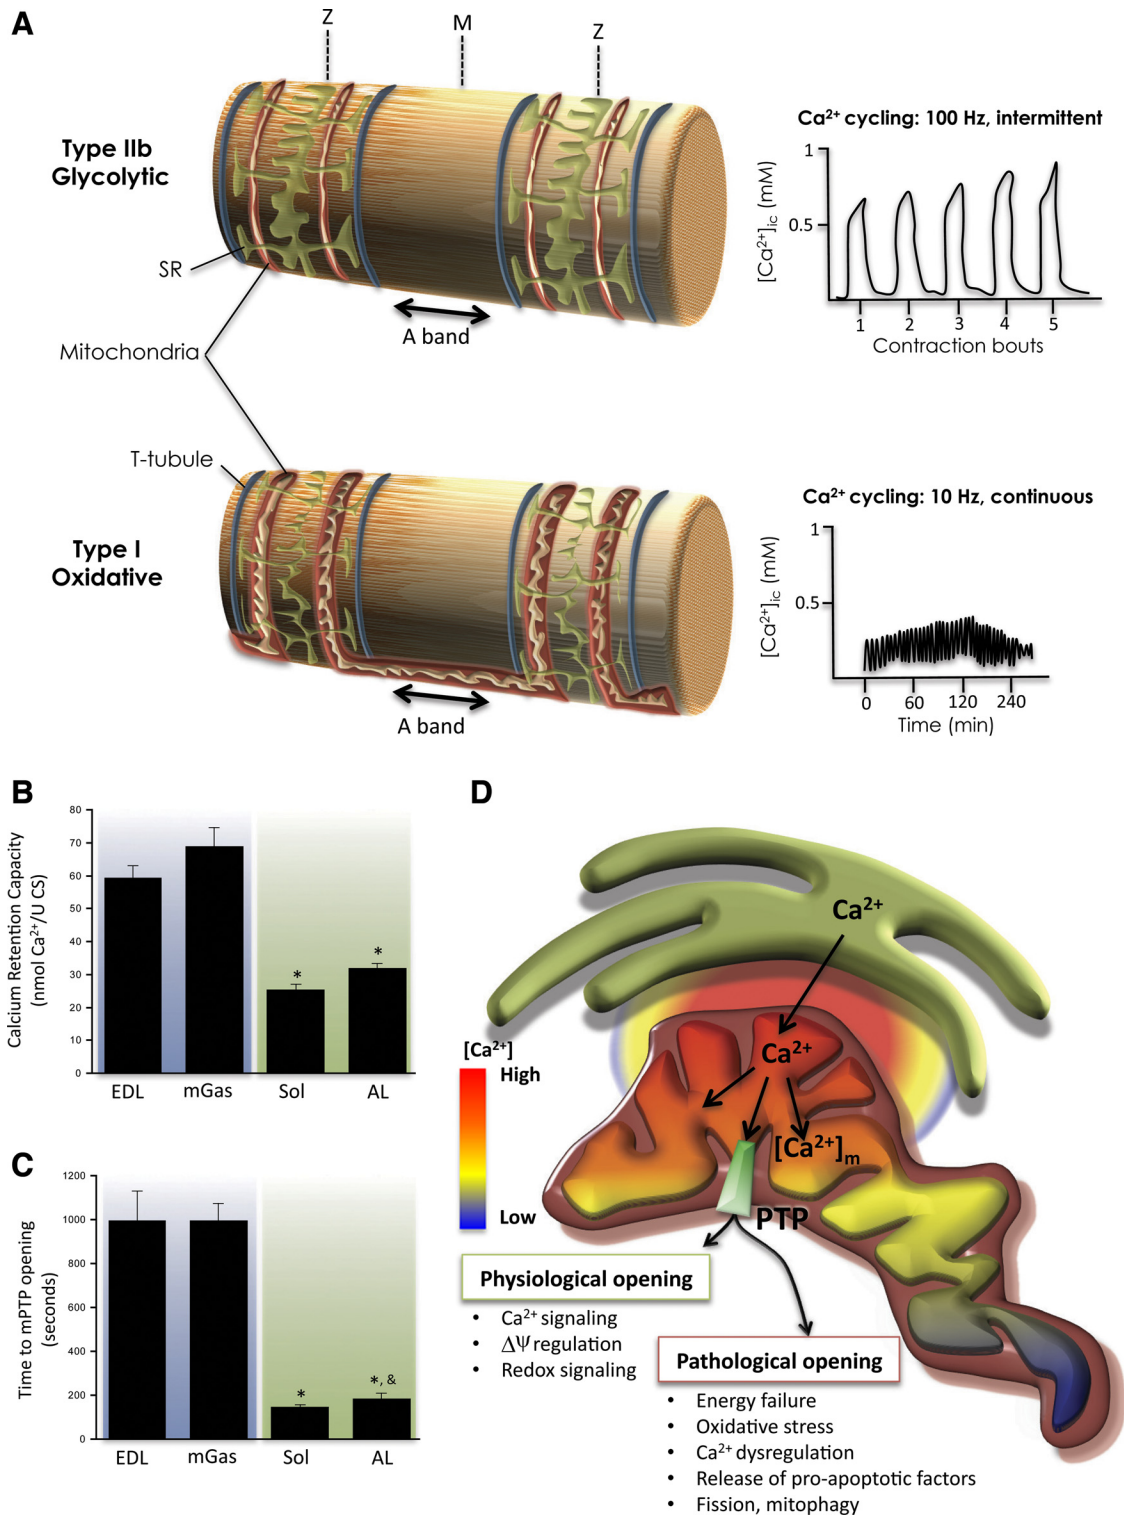 A
Z
M
Z
Type IIb
Glycolytic
SR
A band
Mitochondria
T-tubule
Type I
Oxidative
A band
Ca²⁺ cycling: 100 Hz, intermittent
[Ca²⁺]ic (mM)
1
0.5
1 2 3 4 5
Contraction bouts
Ca²⁺ cycling: 10 Hz, continuous
[Ca²⁺]ic (mM)
1
0.5
0 60 120 240
Time (min)
B
Calcium Retention Capacity
(nmol Ca²⁺/U CS)
80
70
60
50
40
30
20
10
0
*
*
EDL mGas Sol AL
C
Time to mPTP opening
(seconds)
1200
1000
800
600
400
200
0
*
*, &
EDL mGas Sol AL
D
Ca²⁺
Ca²⁺
[Ca²⁺]m
PTP
[Ca²⁺]
High
Low
Physiological opening
• Ca²⁺ signaling
• ΔΨ regulation
• Redox signaling
Pathological opening
• Energy failure
• Oxidative stress
• Ca²⁺ dysregulation
• Release of pro-apoptotic factors
• Fission, mitophagy